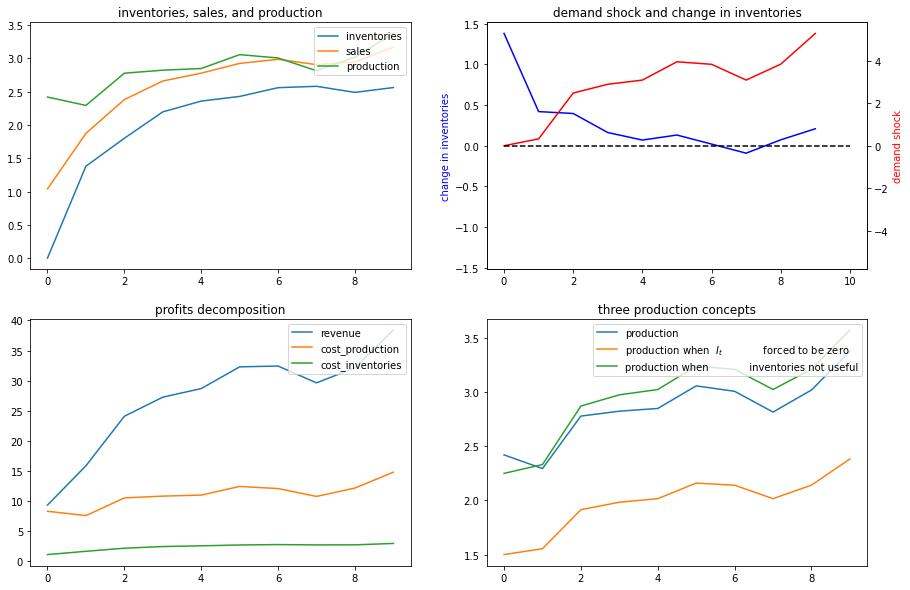 inventories, sales, and production
3.5
3.0
2.5
2.0
1.5
1.0
0.5
0.0
0 2 4 6 8
inventories
sales
production
demand shock and change in inventories
change in inventories
1.5
1.0
0.5
0.0
−0.5
−1.0
−1.5
0 2 4 6 8 10
4
2
0
−2
−4
demand shock
profits decomposition
40
35
30
25
20
15
10
5
0
0 2 4 6 8
revenue
cost_production
cost_inventories
three production concepts
3.5
3.0
2.5
2.0
1.5
0 2 4 6 8
production
production when I_t forced to be zero
production when inventories not useful